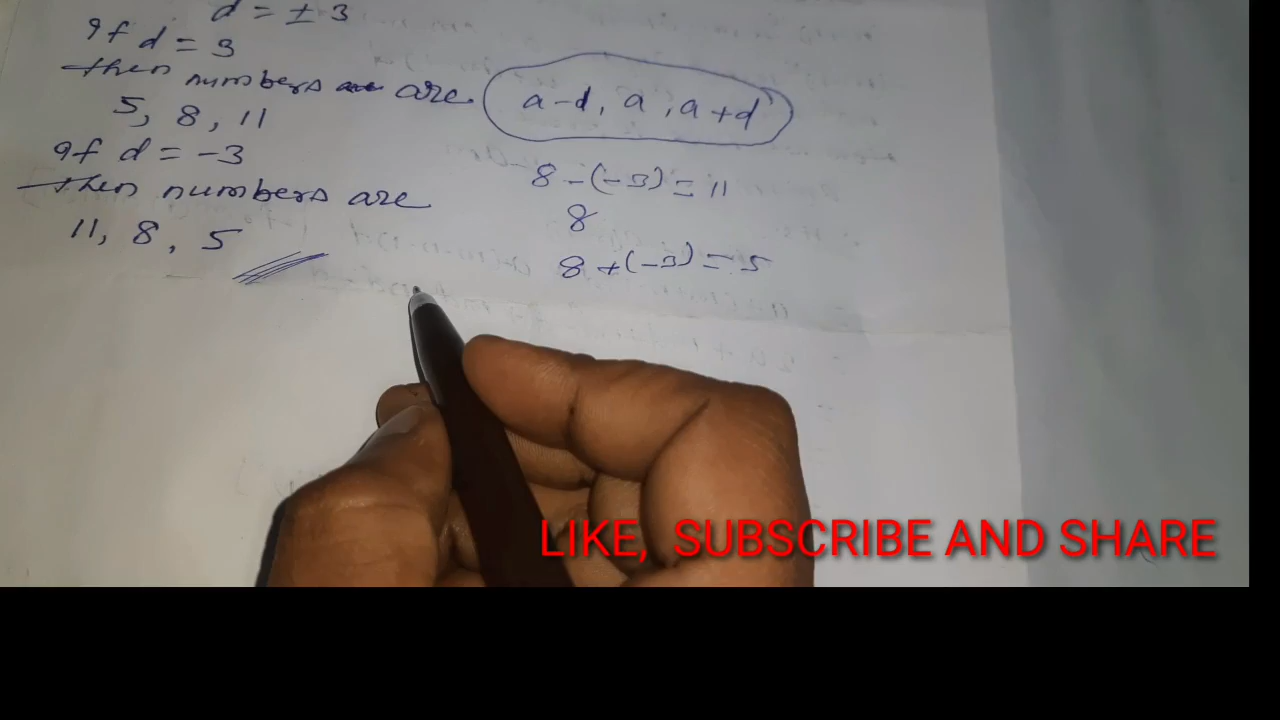 d = ± 3
If d = 3
then numbers are
5, 8, 11
If d = -3
then numbers are
11, 8, 5
a-d, a, a+d
8-(-3) = 11
8
8+(-3) = 5
LIKE, SUBSCRIBE AND SHARE